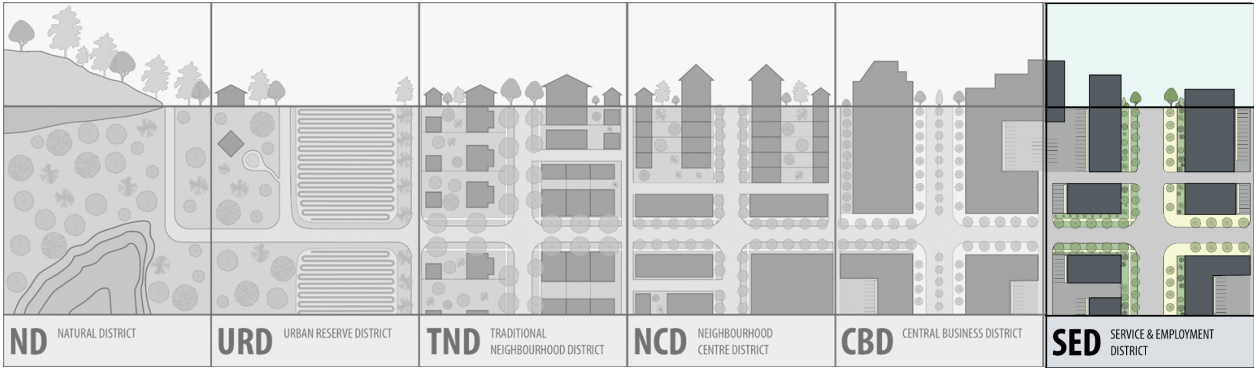 ND NATURAL DISTRICT
URD URBAN RESERVE DISTRICT
TND TRADITIONAL
NEIGHBOURHOOD DISTRICT
NCD NEIGHBOURHOOD
CENTRE DISTRICT
CBD CENTRAL BUSINESS DISTRICT
SED SERVICE & EMPLOYMENT
DISTRICT